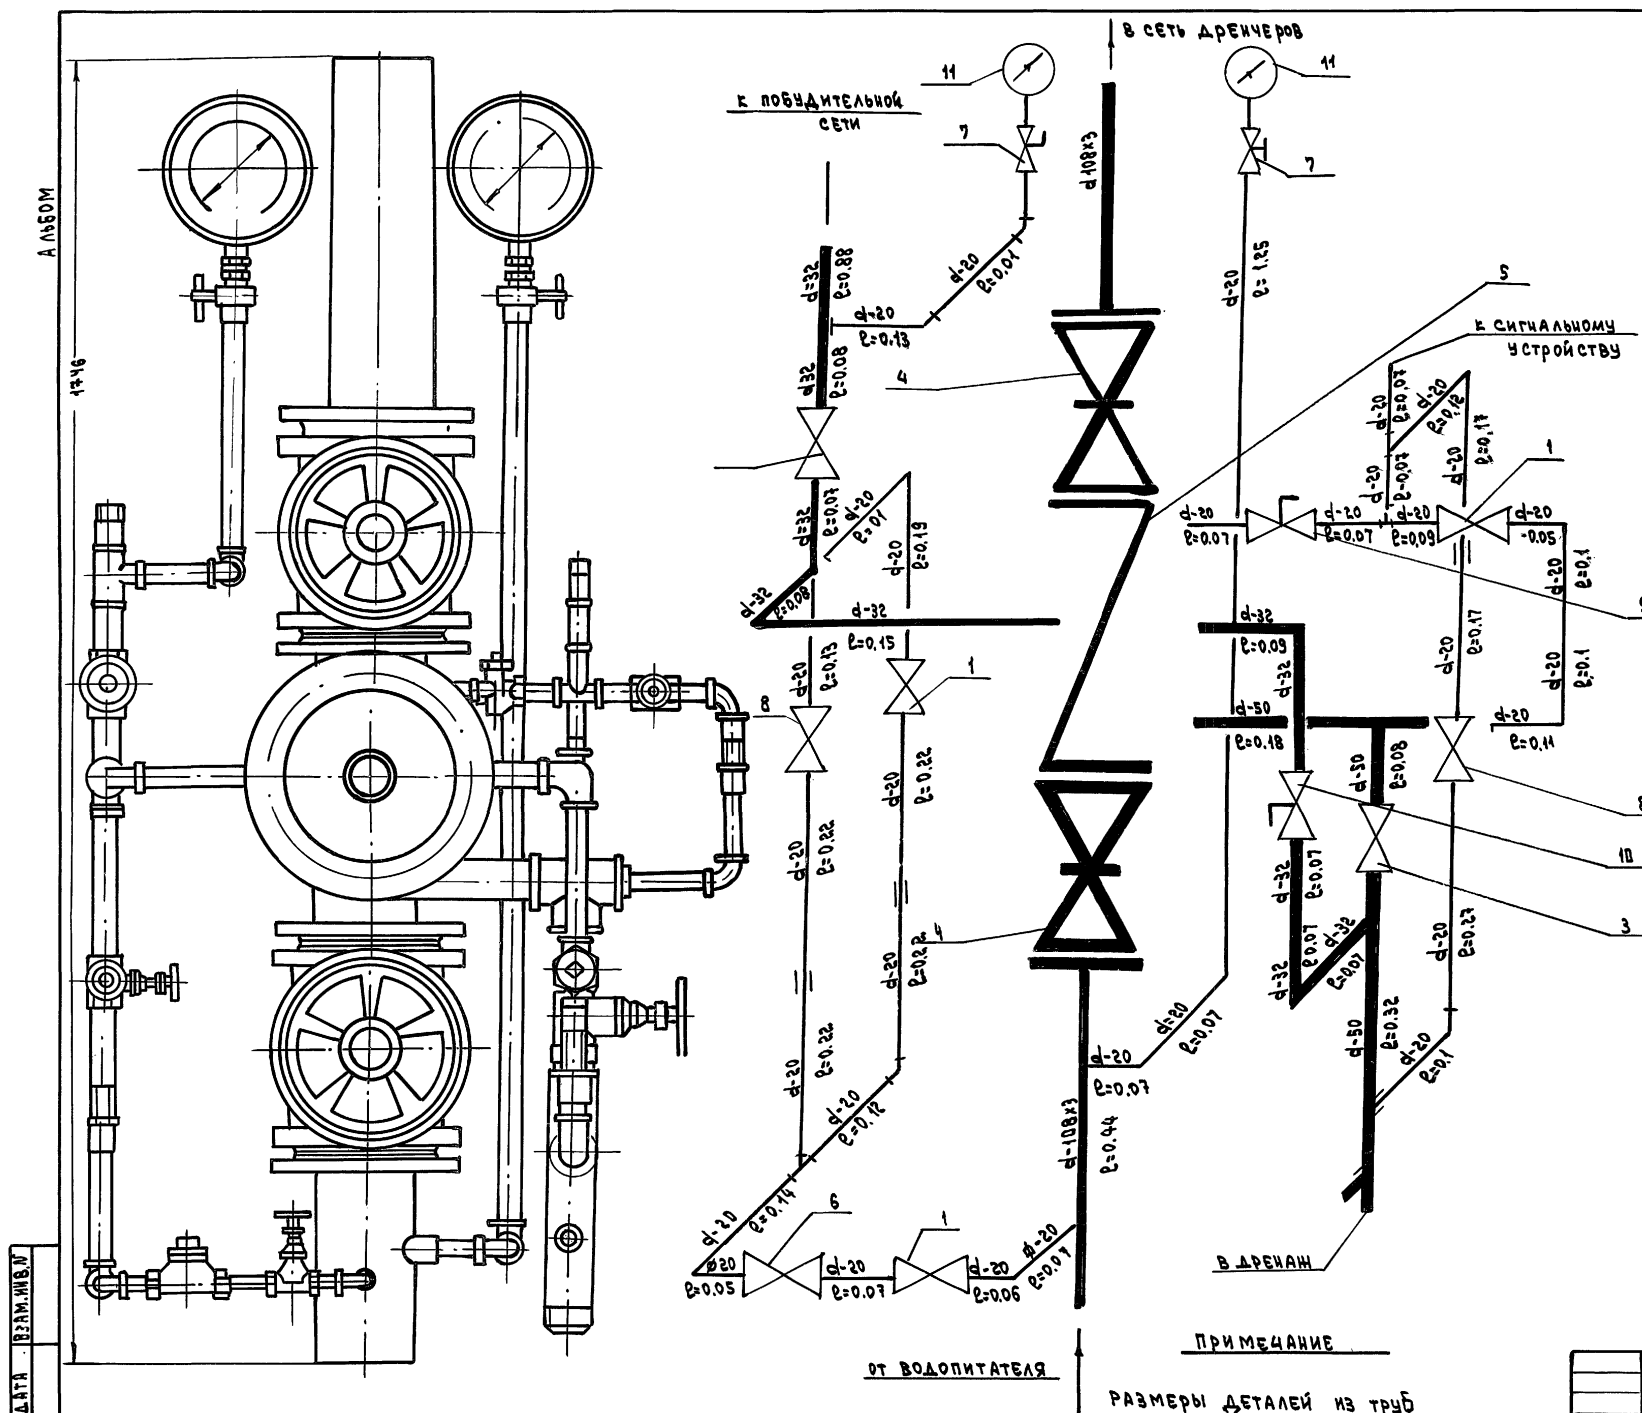 АЛЬБОМ
1746
ВЗАМ.ИНВ.N
ДАТА
В СЕТЬ ДРЕНЧЕРОВ
К ПОБУДИТЕЛЬНОЙ
СЕТИ
11
11
7
7
d108x3
d=32
ℓ=0.88
d-20
ℓ=0.01
d-20
ℓ=0.13
d32
ℓ=0.08
d-20
ℓ=1.25
5
К СИГНАЛЬНОМУ
УСТРОЙСТВУ
4
d-20
ℓ=0.07
d-20
ℓ=0.12
d-20
ℓ=0.17
1
d=32
ℓ=0.07
d-20
ℓ=0.1
d-20
ℓ=0.19
d-20
ℓ=0.07
d-20
ℓ=0.07
d-20
ℓ=0.07
d-20
ℓ=0.09
d-20
-0.05
d-20
ℓ=0.1
d-32
ℓ=0.08
d-32
ℓ=0.15
d-32
ℓ=0.09
d-32
d-20
ℓ=0.17
d-20
ℓ=0.1
d-20
ℓ=0.13
8
1
d-50
ℓ=0.18
d-20
ℓ=0.11
d-50
ℓ=0.08
d-20
ℓ=0.22
d-20
ℓ=0.22
8
10
3
d-32
ℓ=0.07
d-32
ℓ0.07
d-32
ℓ=0.07
d-20
ℓ=0.27
4
d-20
ℓ=0.22
d-20
ℓ=0.22
d=20
ℓ=0.07
d-20
ℓ=0.07
d-50
ℓ=0.32
d-20
ℓ=0.1
d-20
ℓ=0.12
d-108x3
ℓ=0.44
d-20
ℓ=0.14
6
1
ø20
ℓ=0.05
d-20
ℓ=0.07
d-20
ℓ=0.06
ø-20
ℓ=0.07
В ДРЕНАЖ
ПРИМЕЧАНИЕ
ОТ ВОДОПИТАТЕЛЯ
РАЗМЕРЫ ДЕТАЛЕЙ ИЗ ТРУБ